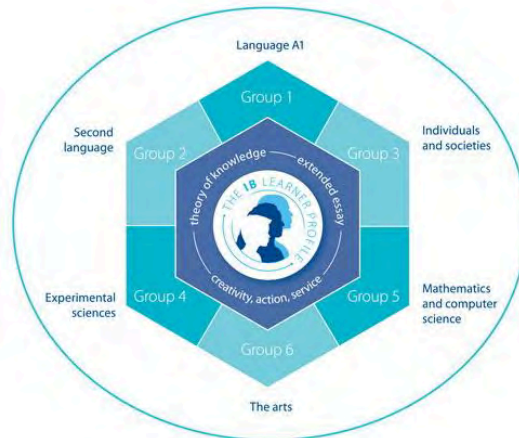 Language A1
Group 1
Second
language
Group 2
Group 3
Individuals
and societies
theory of knowledge
extended essay
THE IB LEARNER PROFILE
creativity, action, service
Experimental
sciences
Group 4
Group 5
Mathematics
and computer
science
Group 6
The arts